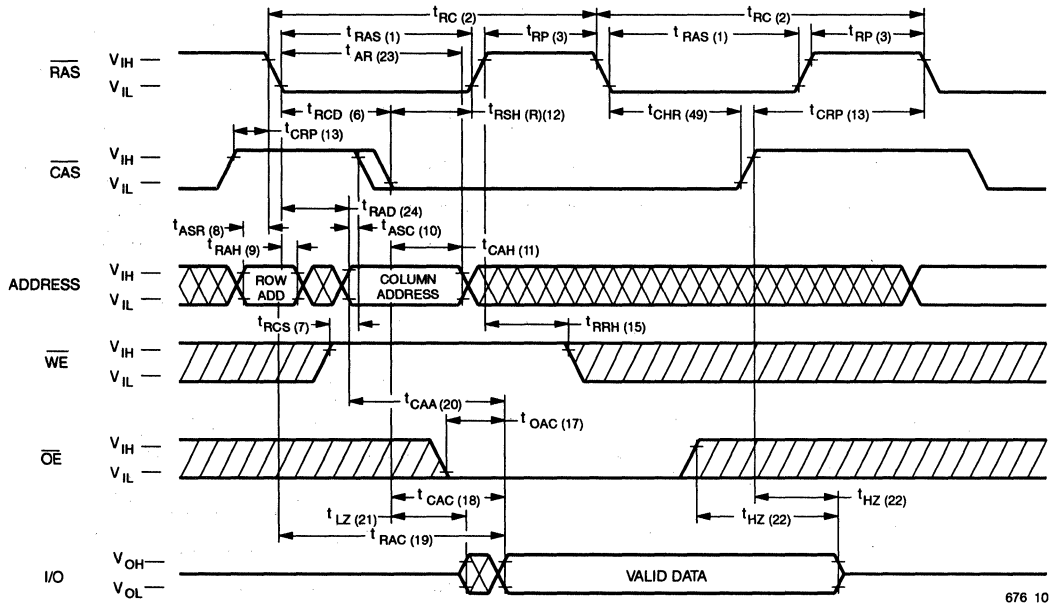 tRC (2) tRC (2)
tRAS (1) tRP (3) tRAS (1) tRP (3)
tAR (23)
RAS VIH
VIL
tRCD (6) tRSH (R)(12) tCHR (49) tCRP (13)
tCRP (13)
CAS VIH
VIL
tRAD (24)
tASR (8) tASC (10)
tRAH (9) tCAH (11)
ADDRESS VIH ROW ADD COLUMN ADDRESS
VIL
tRCS (7) tRRH (15)
WE VIH
VIL
tCAA (20)
tOAC (17)
OE VIH
VIL
tCAC (18) tHZ (22)
tLZ (21) tHZ (22)
tRAC (19)
I/O VOH VALID DATA
VOL
676 10